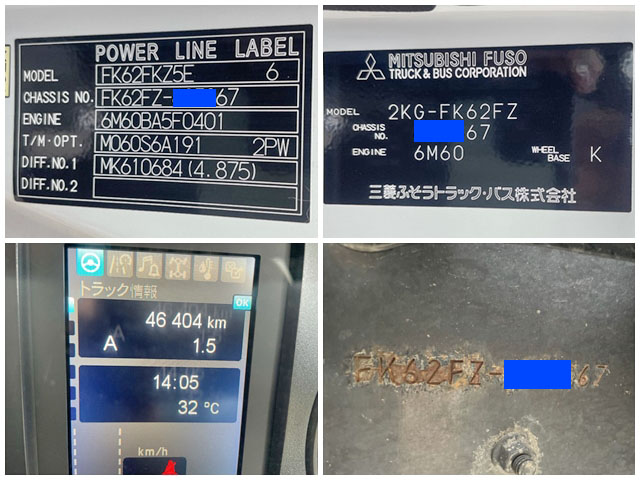 POWER LINE LABEL
MODEL FK62FKZ5E 6
CHASSIS NO. FK62FZ- 67
ENGINE 6M60BA5F0401
T/M·OPT. M060S6A191 2PW
DIFF.NO.1 MK610684(4.875)
DIFF.NO.2
MITSUBISHI FUSO
TRUCK & BUS CORPORATION
MODEL 2KG-FK62FZ
CHASSIS NO. 67
ENGINE 6M60 WHEEL BASE K
三菱ふそうトラック・バス株式会社
トラック情報
OK
46 404 km
A 1.5
14:05
32 °C
km/h
FK62FZ- 67